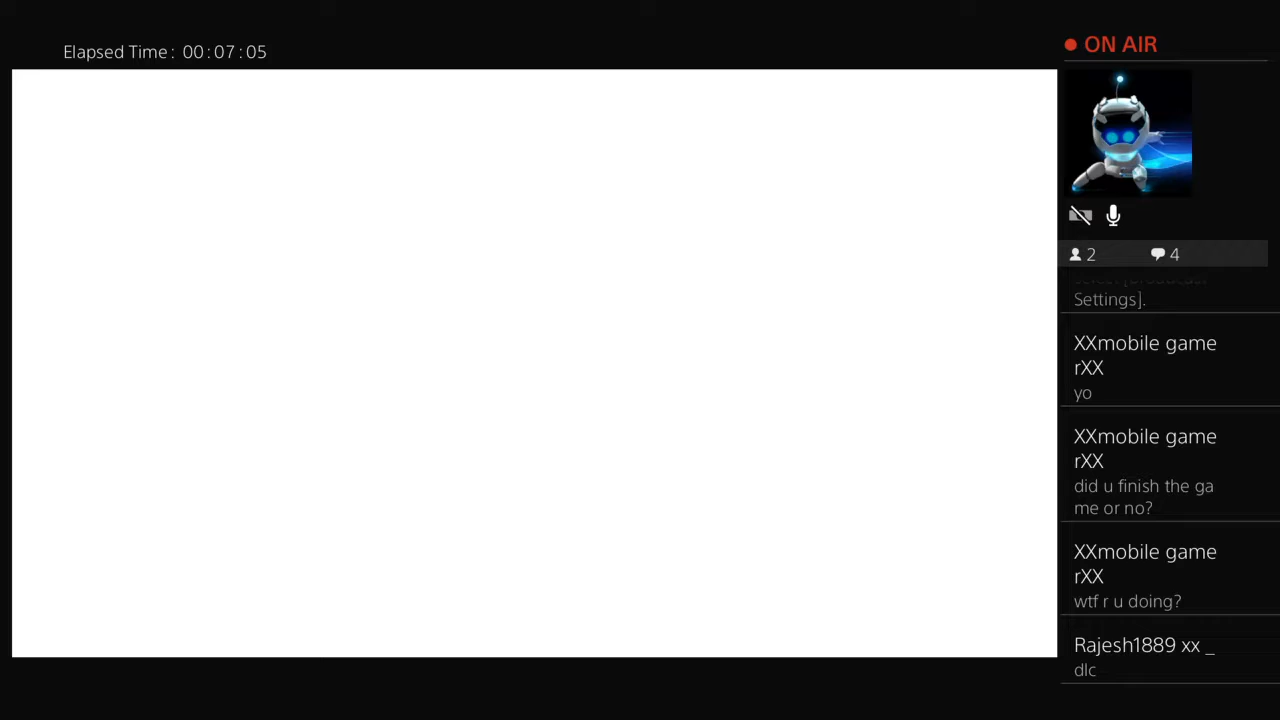 Elapsed Time: 00:07:05
ON AIR
2
4
Settings].
XXmobile game
rXX
yo
XXmobile game
rXX
did u finish the ga
me or no?
XXmobile game
rXX
wtf r u doing?
Rajesh1889 xx _
dlc